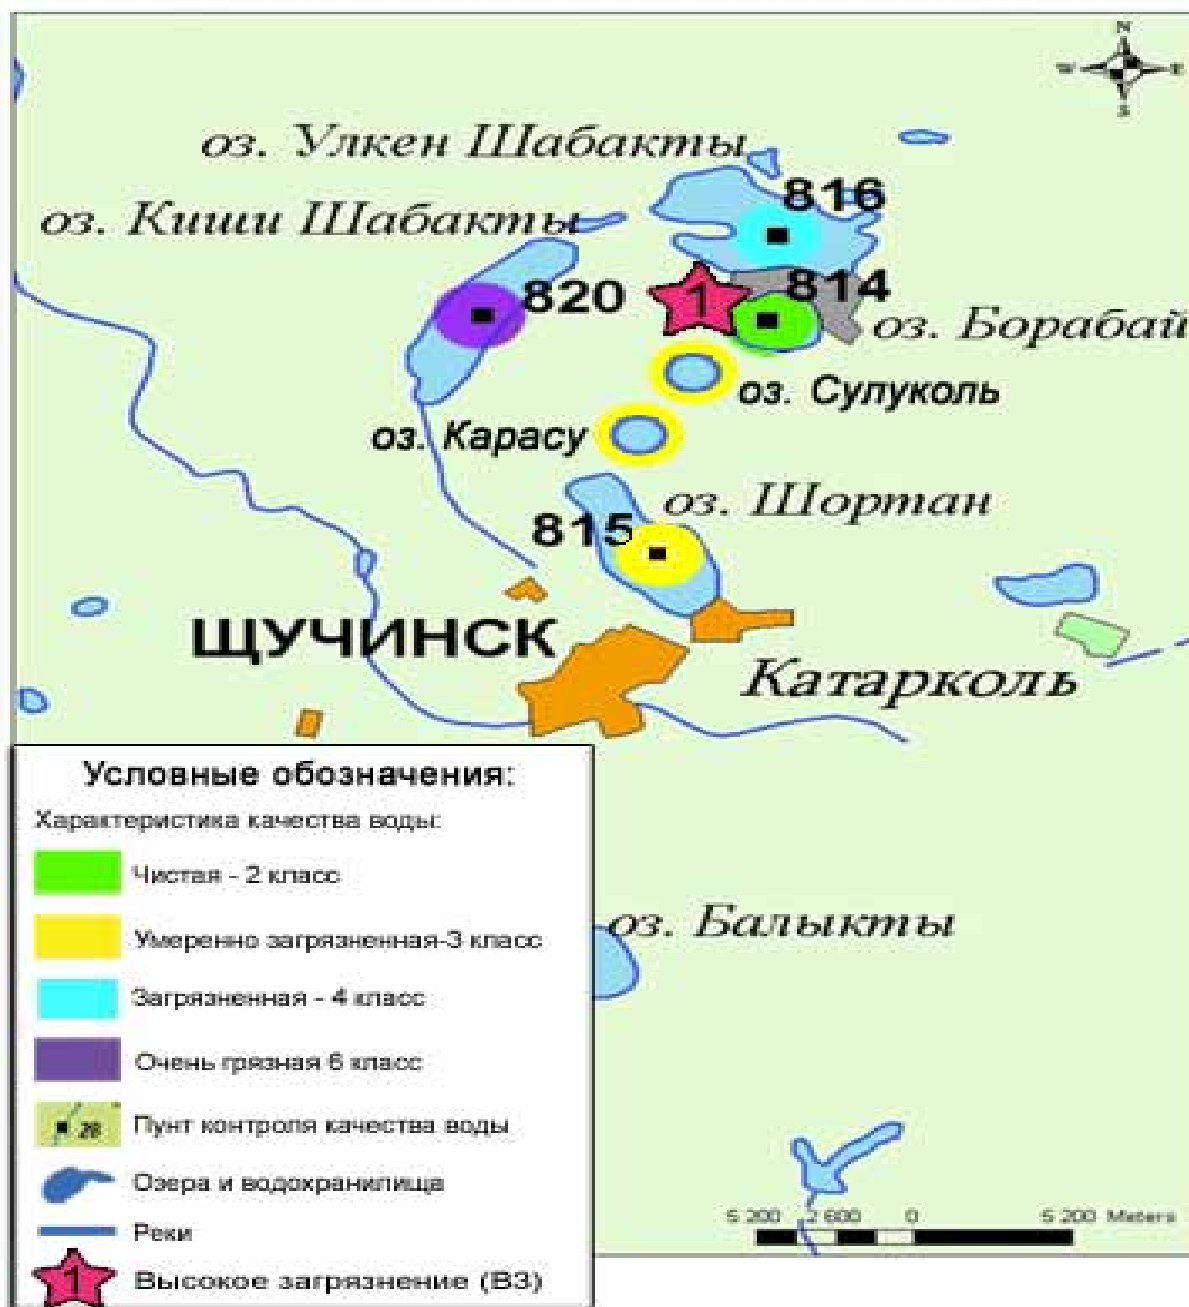 N
W E
S
оз. Улкен Шабакты
816
оз. Киши Шабакты
820
1
814
оз. Борабай
оз. Сулуколь
оз. Карасу
оз. Шортан
815
ЩУЧИНСК
Катарколь
Условные обозначения:
Характеристика качества воды:
Чистая - 2 класс
Умеренно загрязненная-3 класс
Загрязненная - 4 класс
Очень грязная 6 класс
28 Пунт контроля качества воды
Озера и водохранилища
Реки
1 Высокое загрязнение (ВЗ)
оз. Балыкты
5 200 2 600 0 5 200 Meters